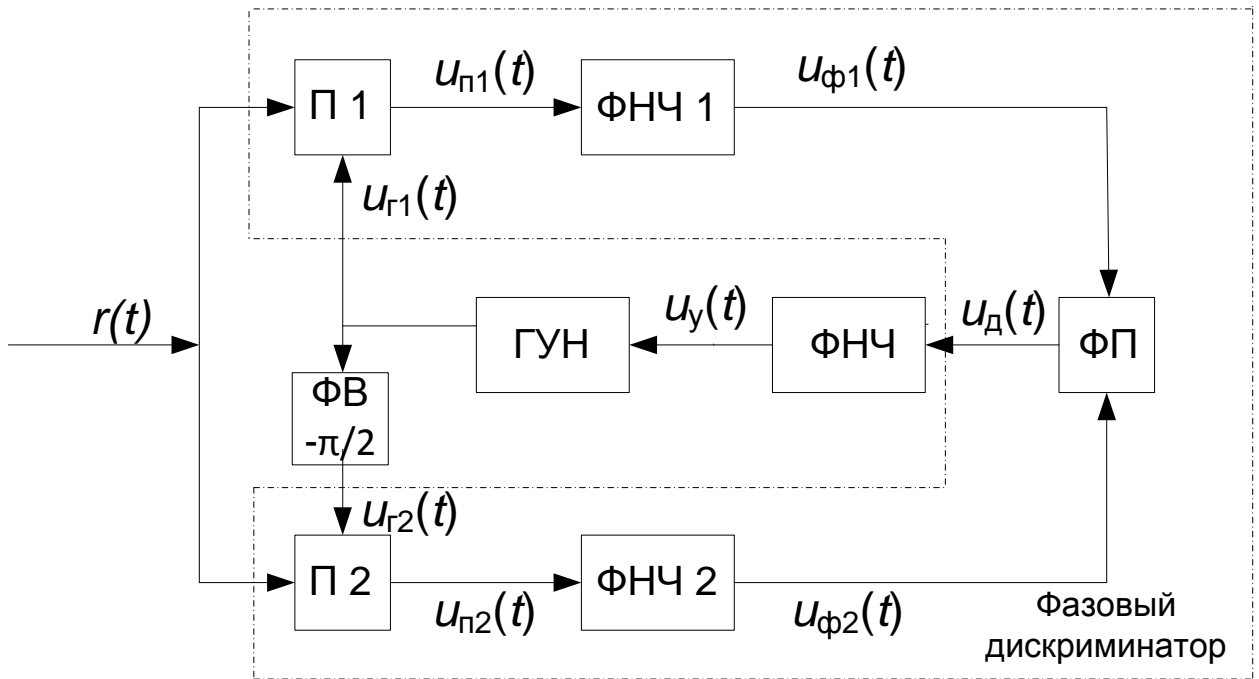 П 1
uп1(t)
ФНЧ 1
uф1(t)
uг1(t)
r(t)
ГУН
uу(t)
ФНЧ
uд(t)
ФП
ФВ
-π/2
uг2(t)
П 2
uп2(t)
ФНЧ 2
uф2(t)
Фазовый
дискриминатор